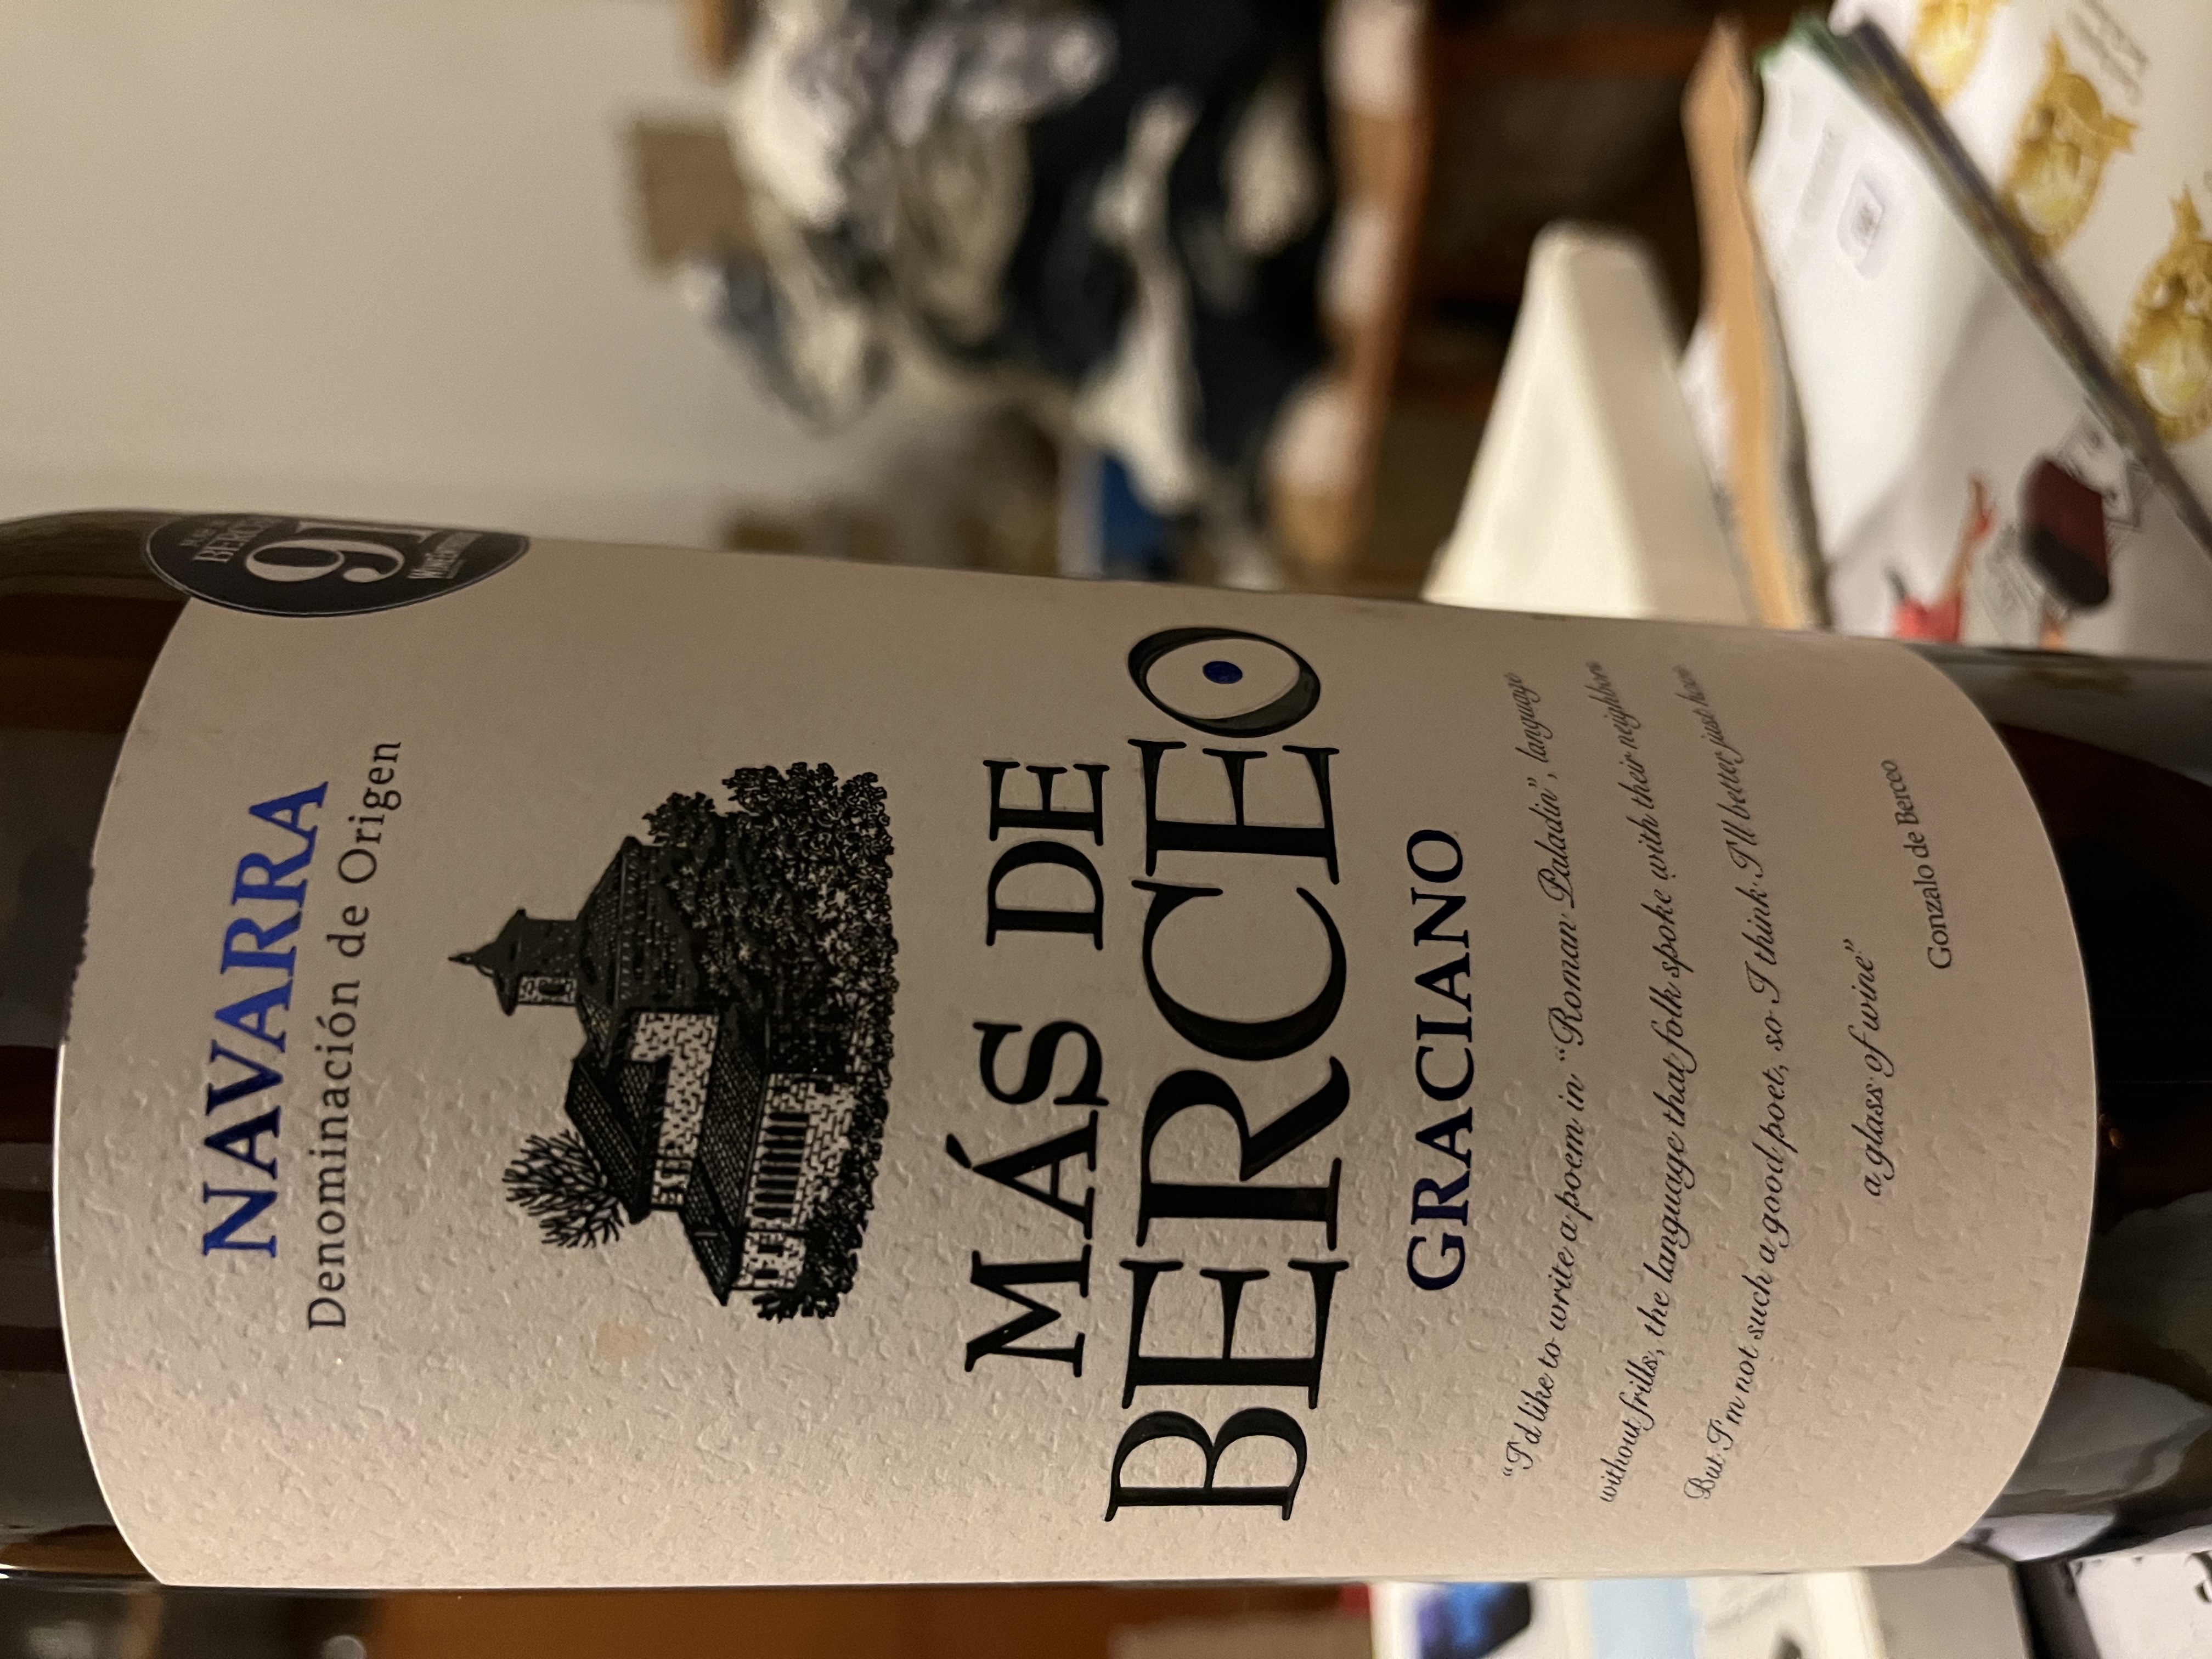 NAVARRA
Denominación de Origen
BERCEO
91
MÁS DE
BERCEO
GRACIANO
“I'd like to write a poem in “Roman Paladin”, language
without frills, the language that folk spoke with their neighbors
But I'm not such a good poet, so I think I'll better just have
a glass of wine”
Gonzalo de Berceo